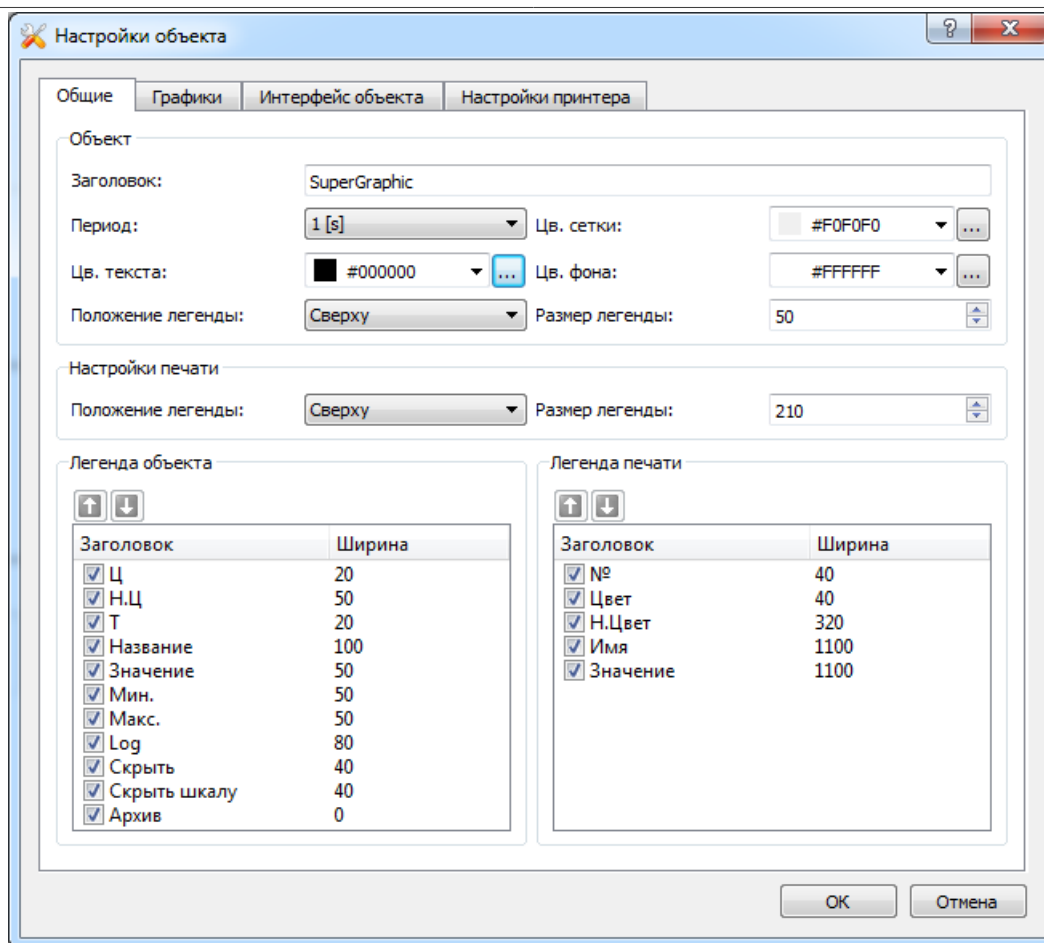 Настройки объекта
Общие Графики Интерфейс объекта Настройки принтера
Объект
Заголовок: SuperGraphic
Период: 1 [s] Цв. сетки: #F0F0F0 ...
Цв. текста: #000000 ... Цв. фона: #FFFFFF ...
Положение легенды: Сверху Размер легенды: 50
Настройки печати
Положение легенды: Сверху Размер легенды: 210
Легенда объекта Легенда печати
Заголовок Ширина Заголовок Ширина
Ц 20 № 40
Н.Ц 50 Цвет 40
Т 20 Н.Цвет 320
Название 100 Имя 1100
Значение 50 Значение 1100
Мин. 50
Макс. 50
Log 80
Скрыть 40
Скрыть шкалу 40
Архив 0
OK Отмена